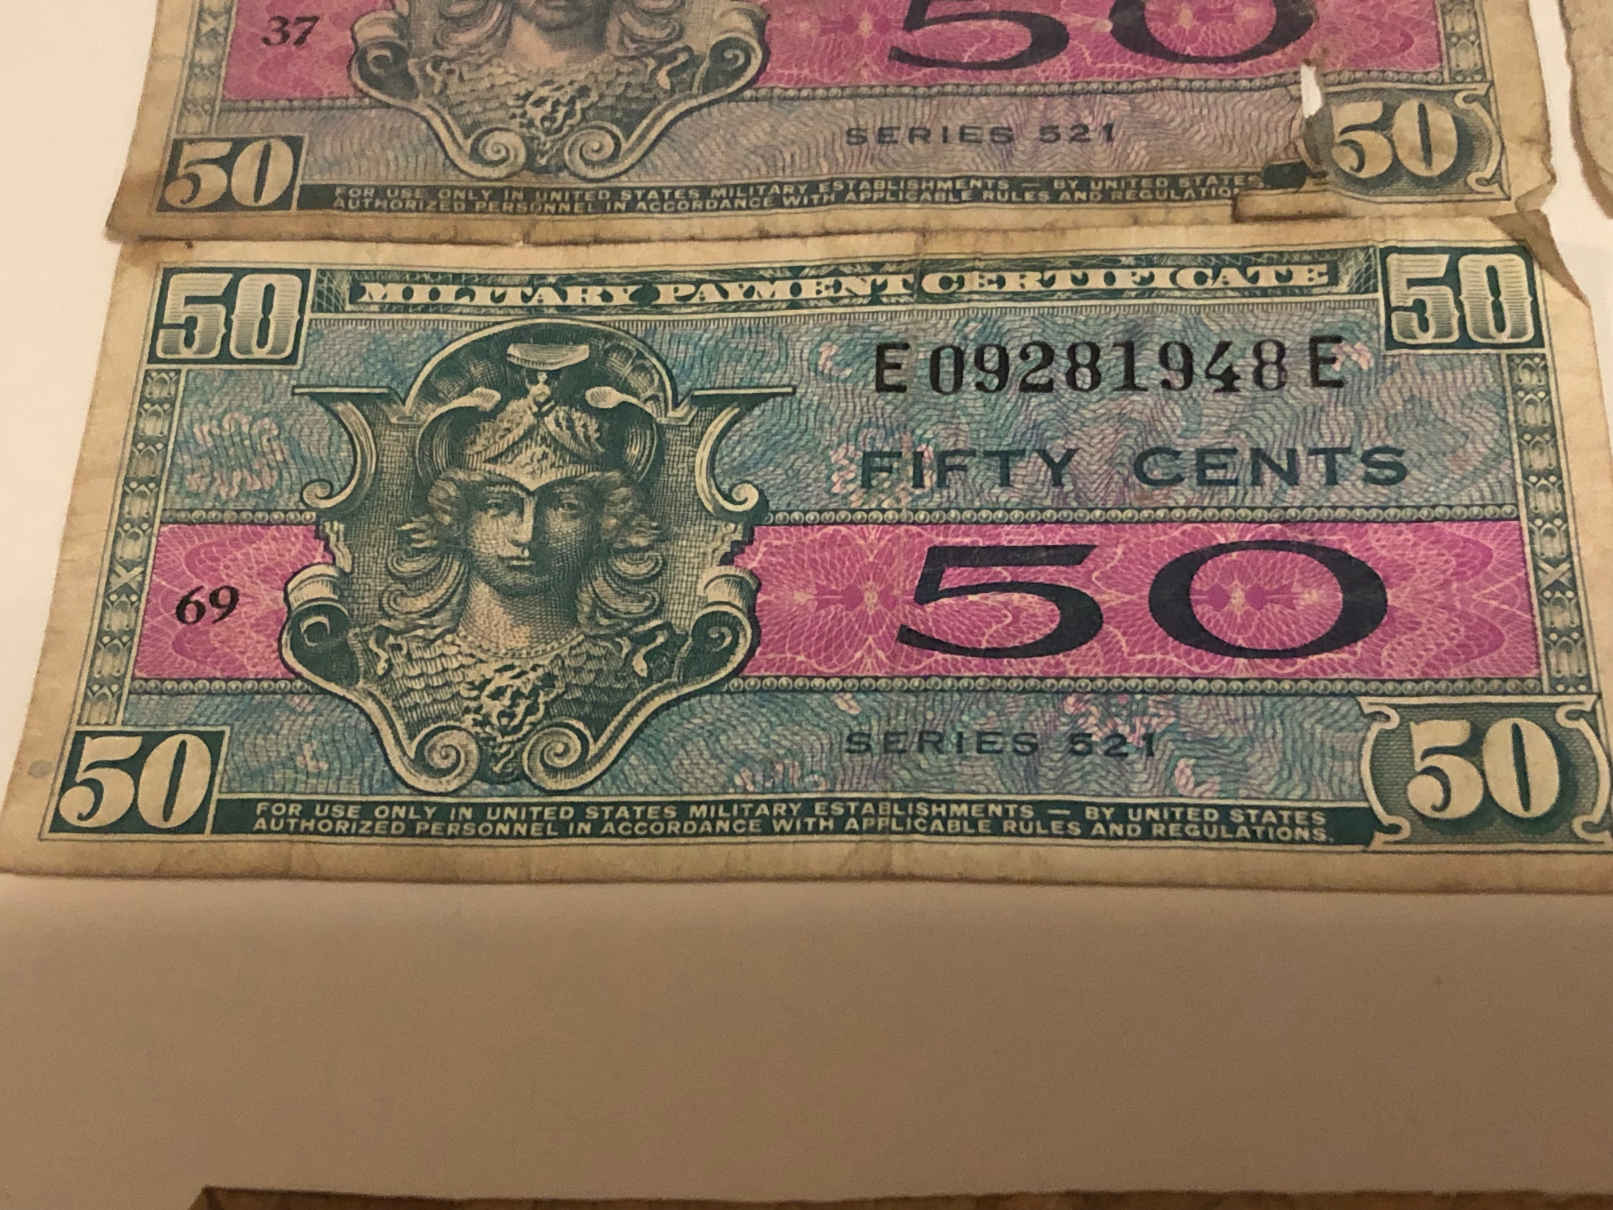 37
50
SERIES 521
50
50
FOR USE ONLY IN UNITED STATES MILITARY ESTABLISHMENTS — BY UNITED STATES
AUTHORIZED PERSONNEL IN ACCORDANCE WITH APPLICABLE RULES AND
50
MILITARY PAYMENT CERTIFICATE
50
E09281948E
FIFTY CENTS
69
50
SERIES 521
50
50
FOR USE ONLY IN UNITED STATES MILITARY ESTABLISHMENTS — BY UNITED STATES
AUTHORIZED PERSONNEL IN ACCORDANCE WITH APPLICABLE RULES AND REGULATIONS.